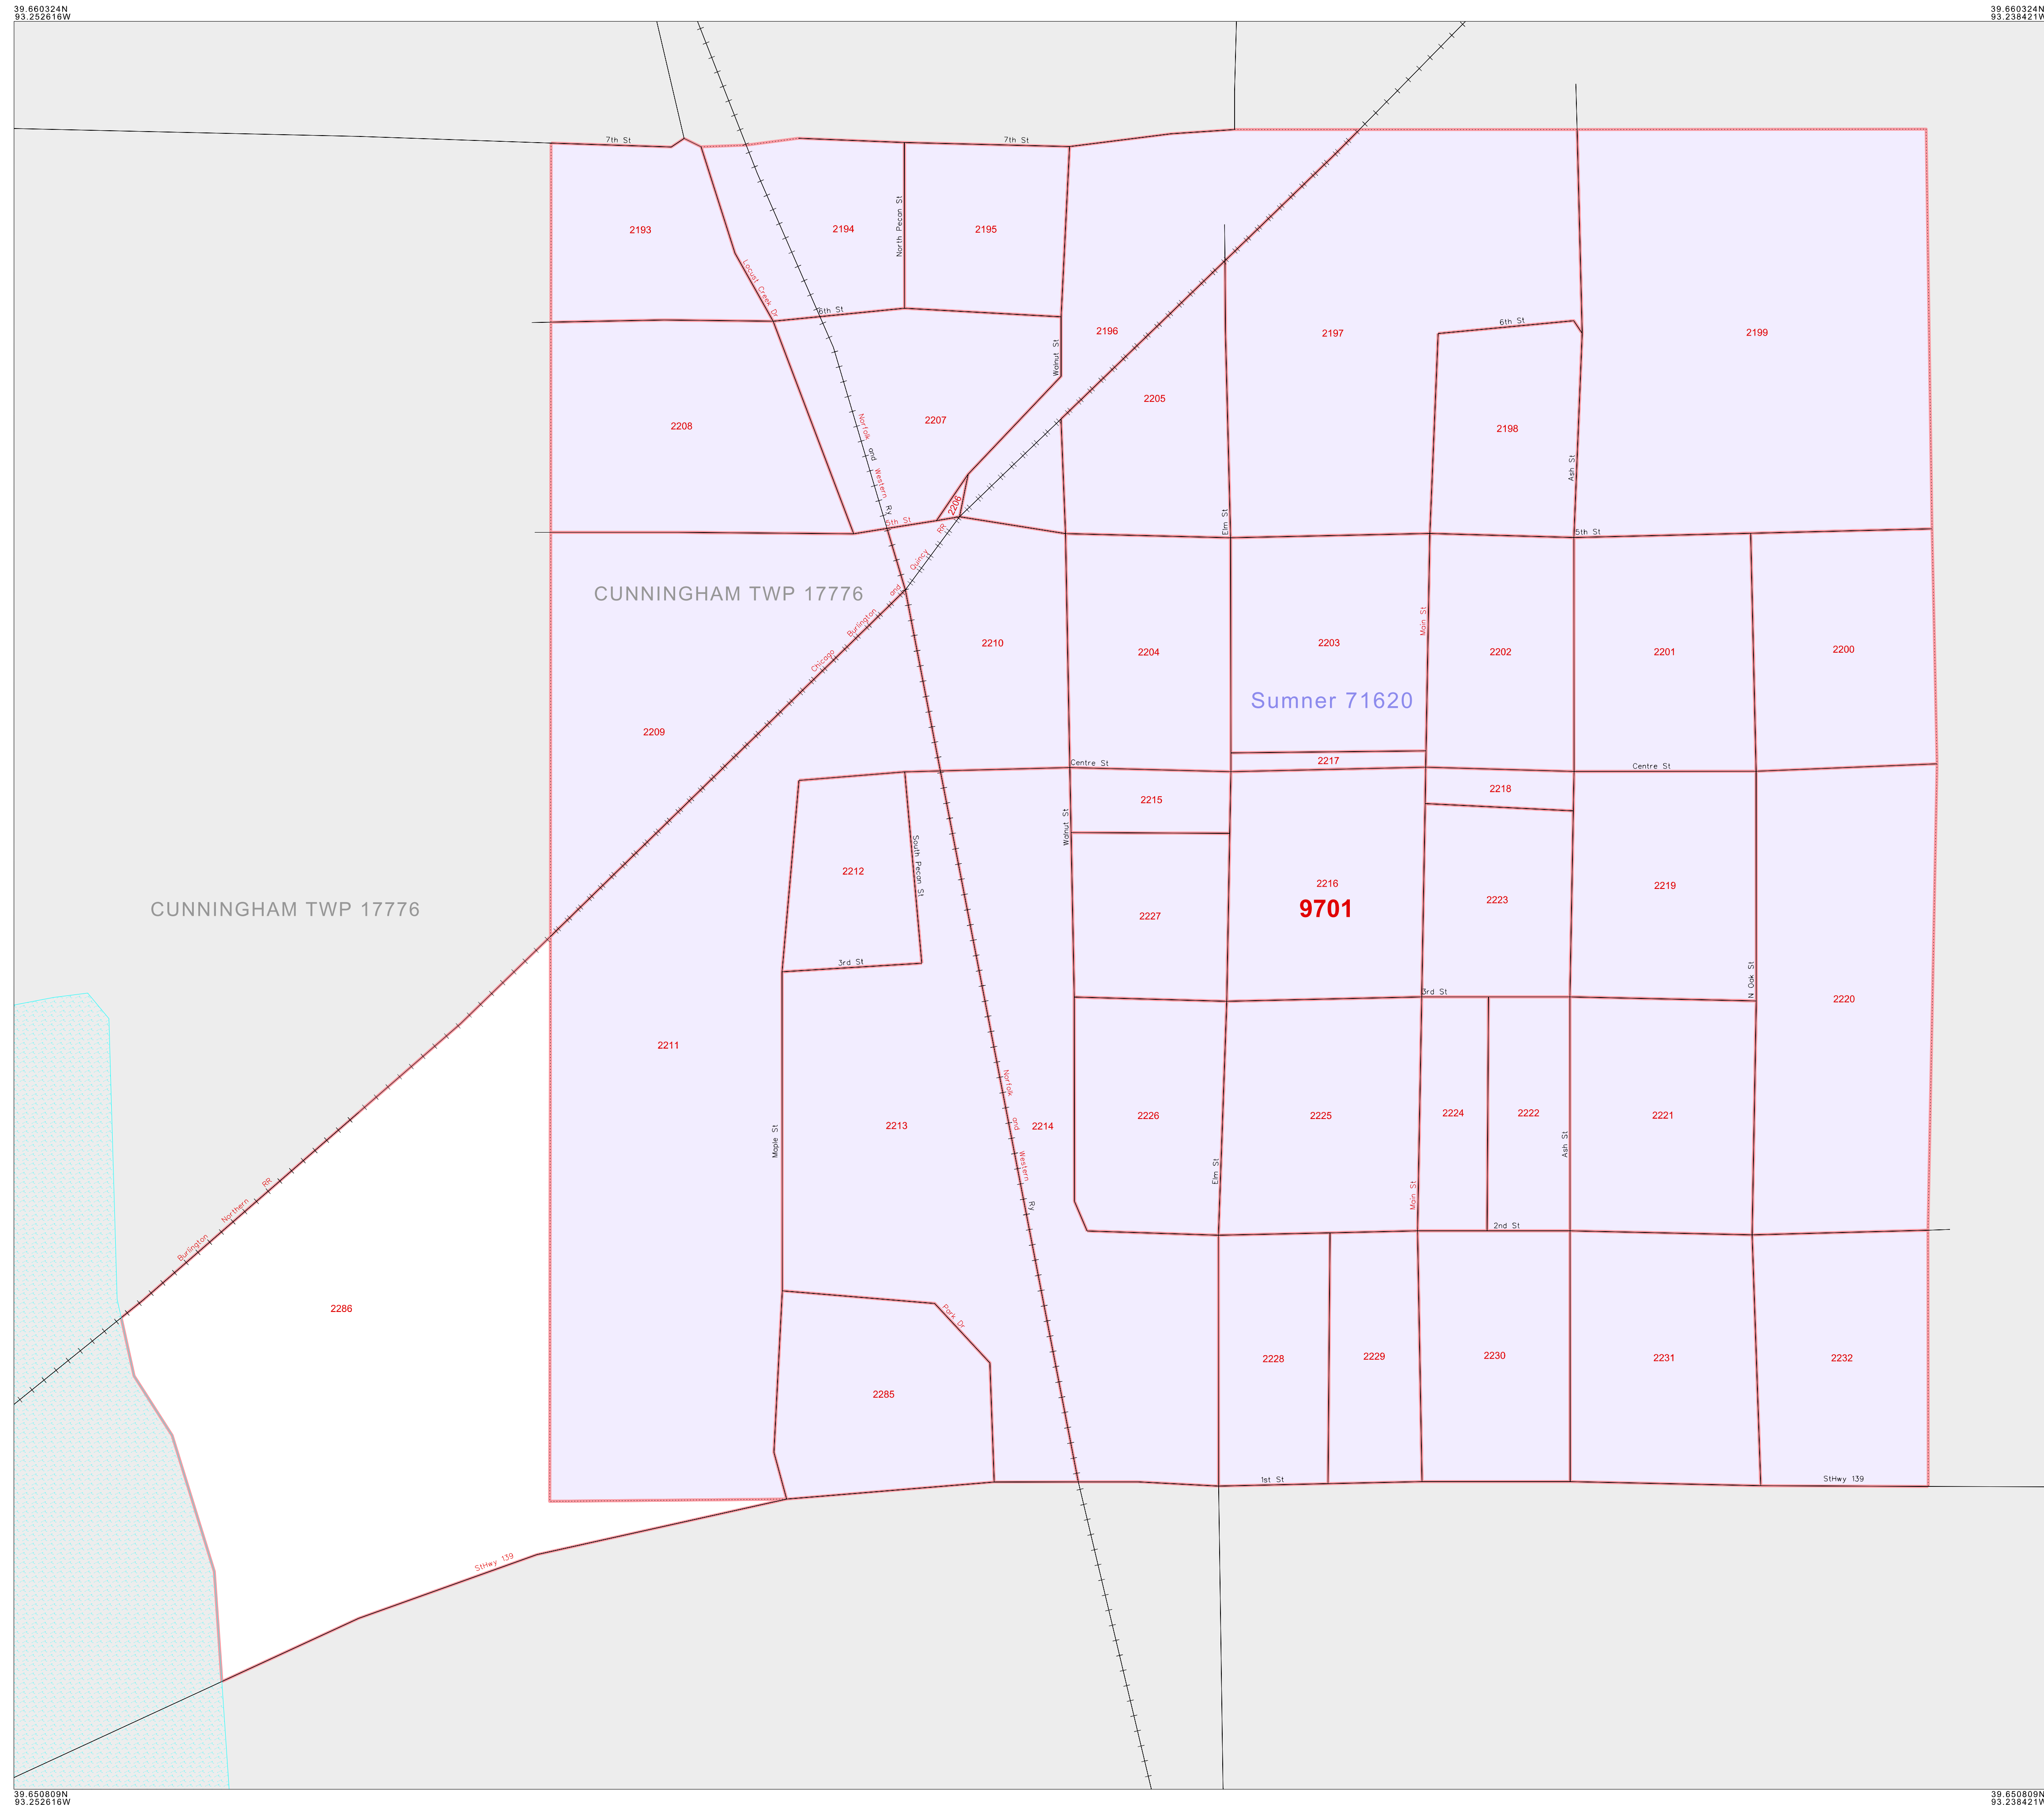 39.660324N
93.252616W
39.660324N
93.238421W
7th St
7th St
2193
2194
North Pecan St
2195
Locust Creek Dr
6th St
2196
Walnut St
2197
6th St
2199
2205
2208
2207
Norfolk and Western Ry
2198
Ash St
2206
5th St
Elm St
5th St
Chicago Burlington and Quincy RR
CUNNINGHAM TWP 17776
2210
2204
2203
Main St
2202
2201
2200
Sumner 71620
2209
Centre St
2217
Centre St
2218
2215
Walnut St
2212
South Pecan St
2216
9701
2223
2219
CUNNINGHAM TWP 17776
2227
3rd St
3rd St
N Oak St
2220
2211
Norfolk and Western Ry
2213
2214
2226
2225
2224
2222
2221
Maple St
Elm St
Main St
Ash St
2nd St
Burlington Northern RR
2286
Park Dr
2285
2228
2229
2230
2231
2232
1st St
StHwy 139
StHwy 139
39.650809N
93.252616W
39.650809N
93.238421W